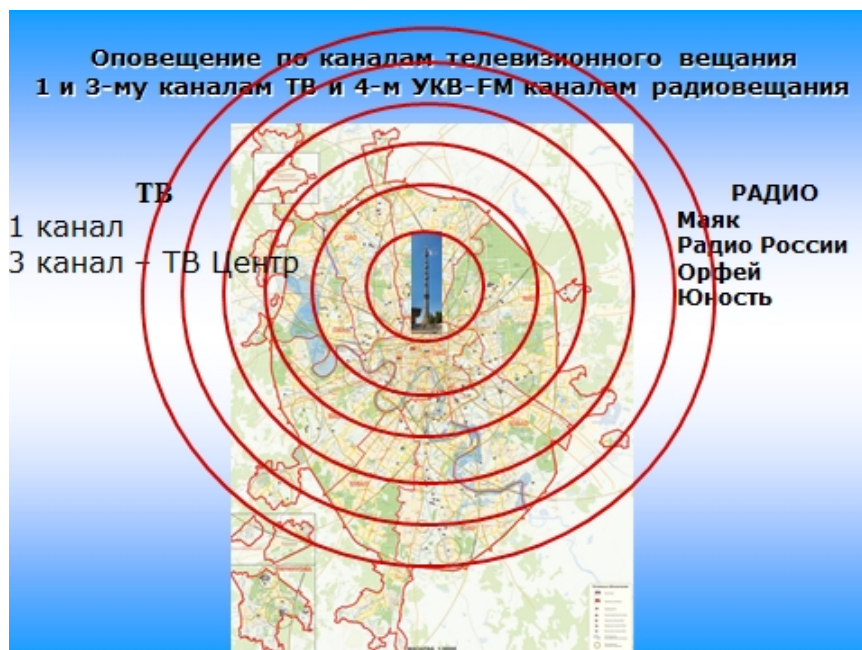 Оповещение по каналам телевизионного вещания
1 и 3-му каналам ТВ и 4-м УКВ-FM каналам радиовещания
ТВ
1 канал
3 канал – ТВ Центр
РАДИО
Маяк
Радио России
Орфей
Юность